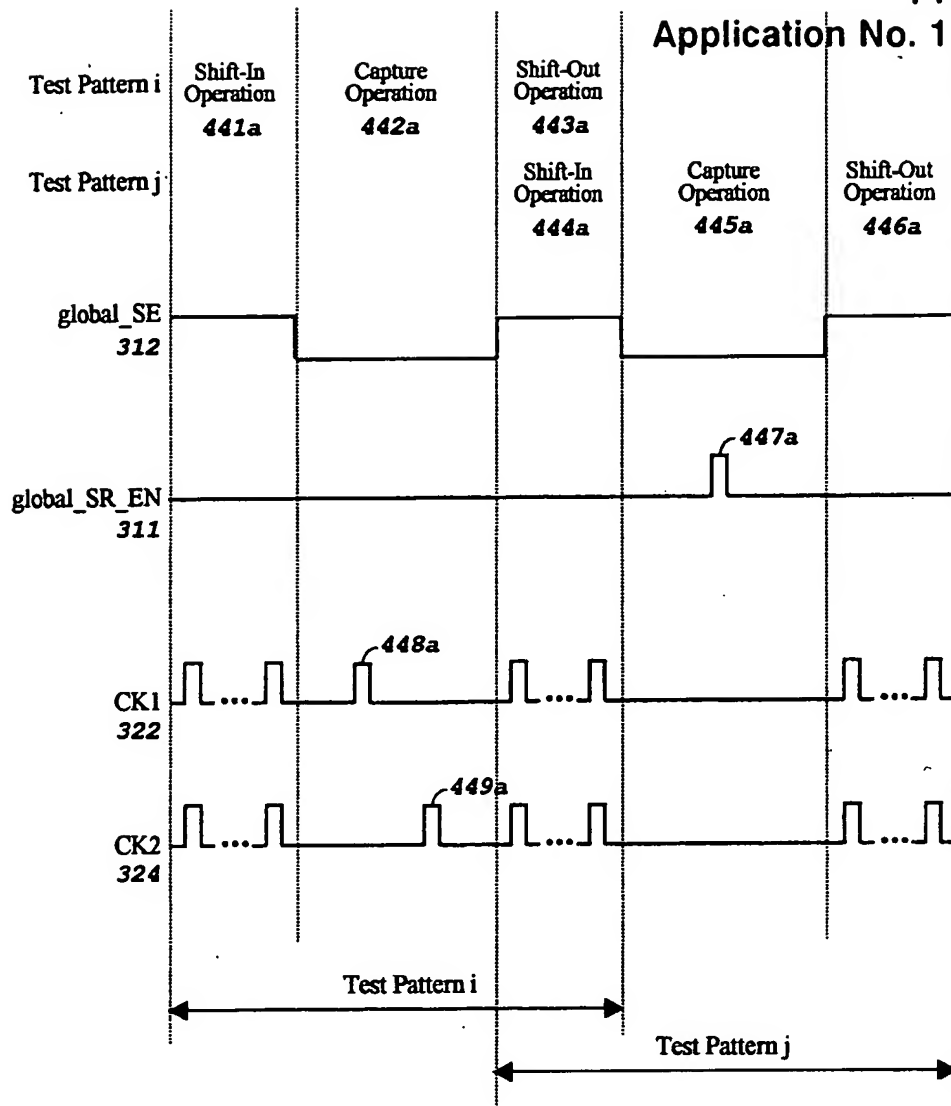 Application No. 1
Test Pattern i
Shift-In
Operation
441a
Capture
Operation
442a
Shift-Out
Operation
443a
Test Pattern j
Shift-In
Operation
444a
Capture
Operation
445a
Shift-Out
Operation
446a
global_SE
312
447a
global_SR_EN
311
448a
CK1
322
449a
CK2
324
Test Pattern i
Test Pattern j